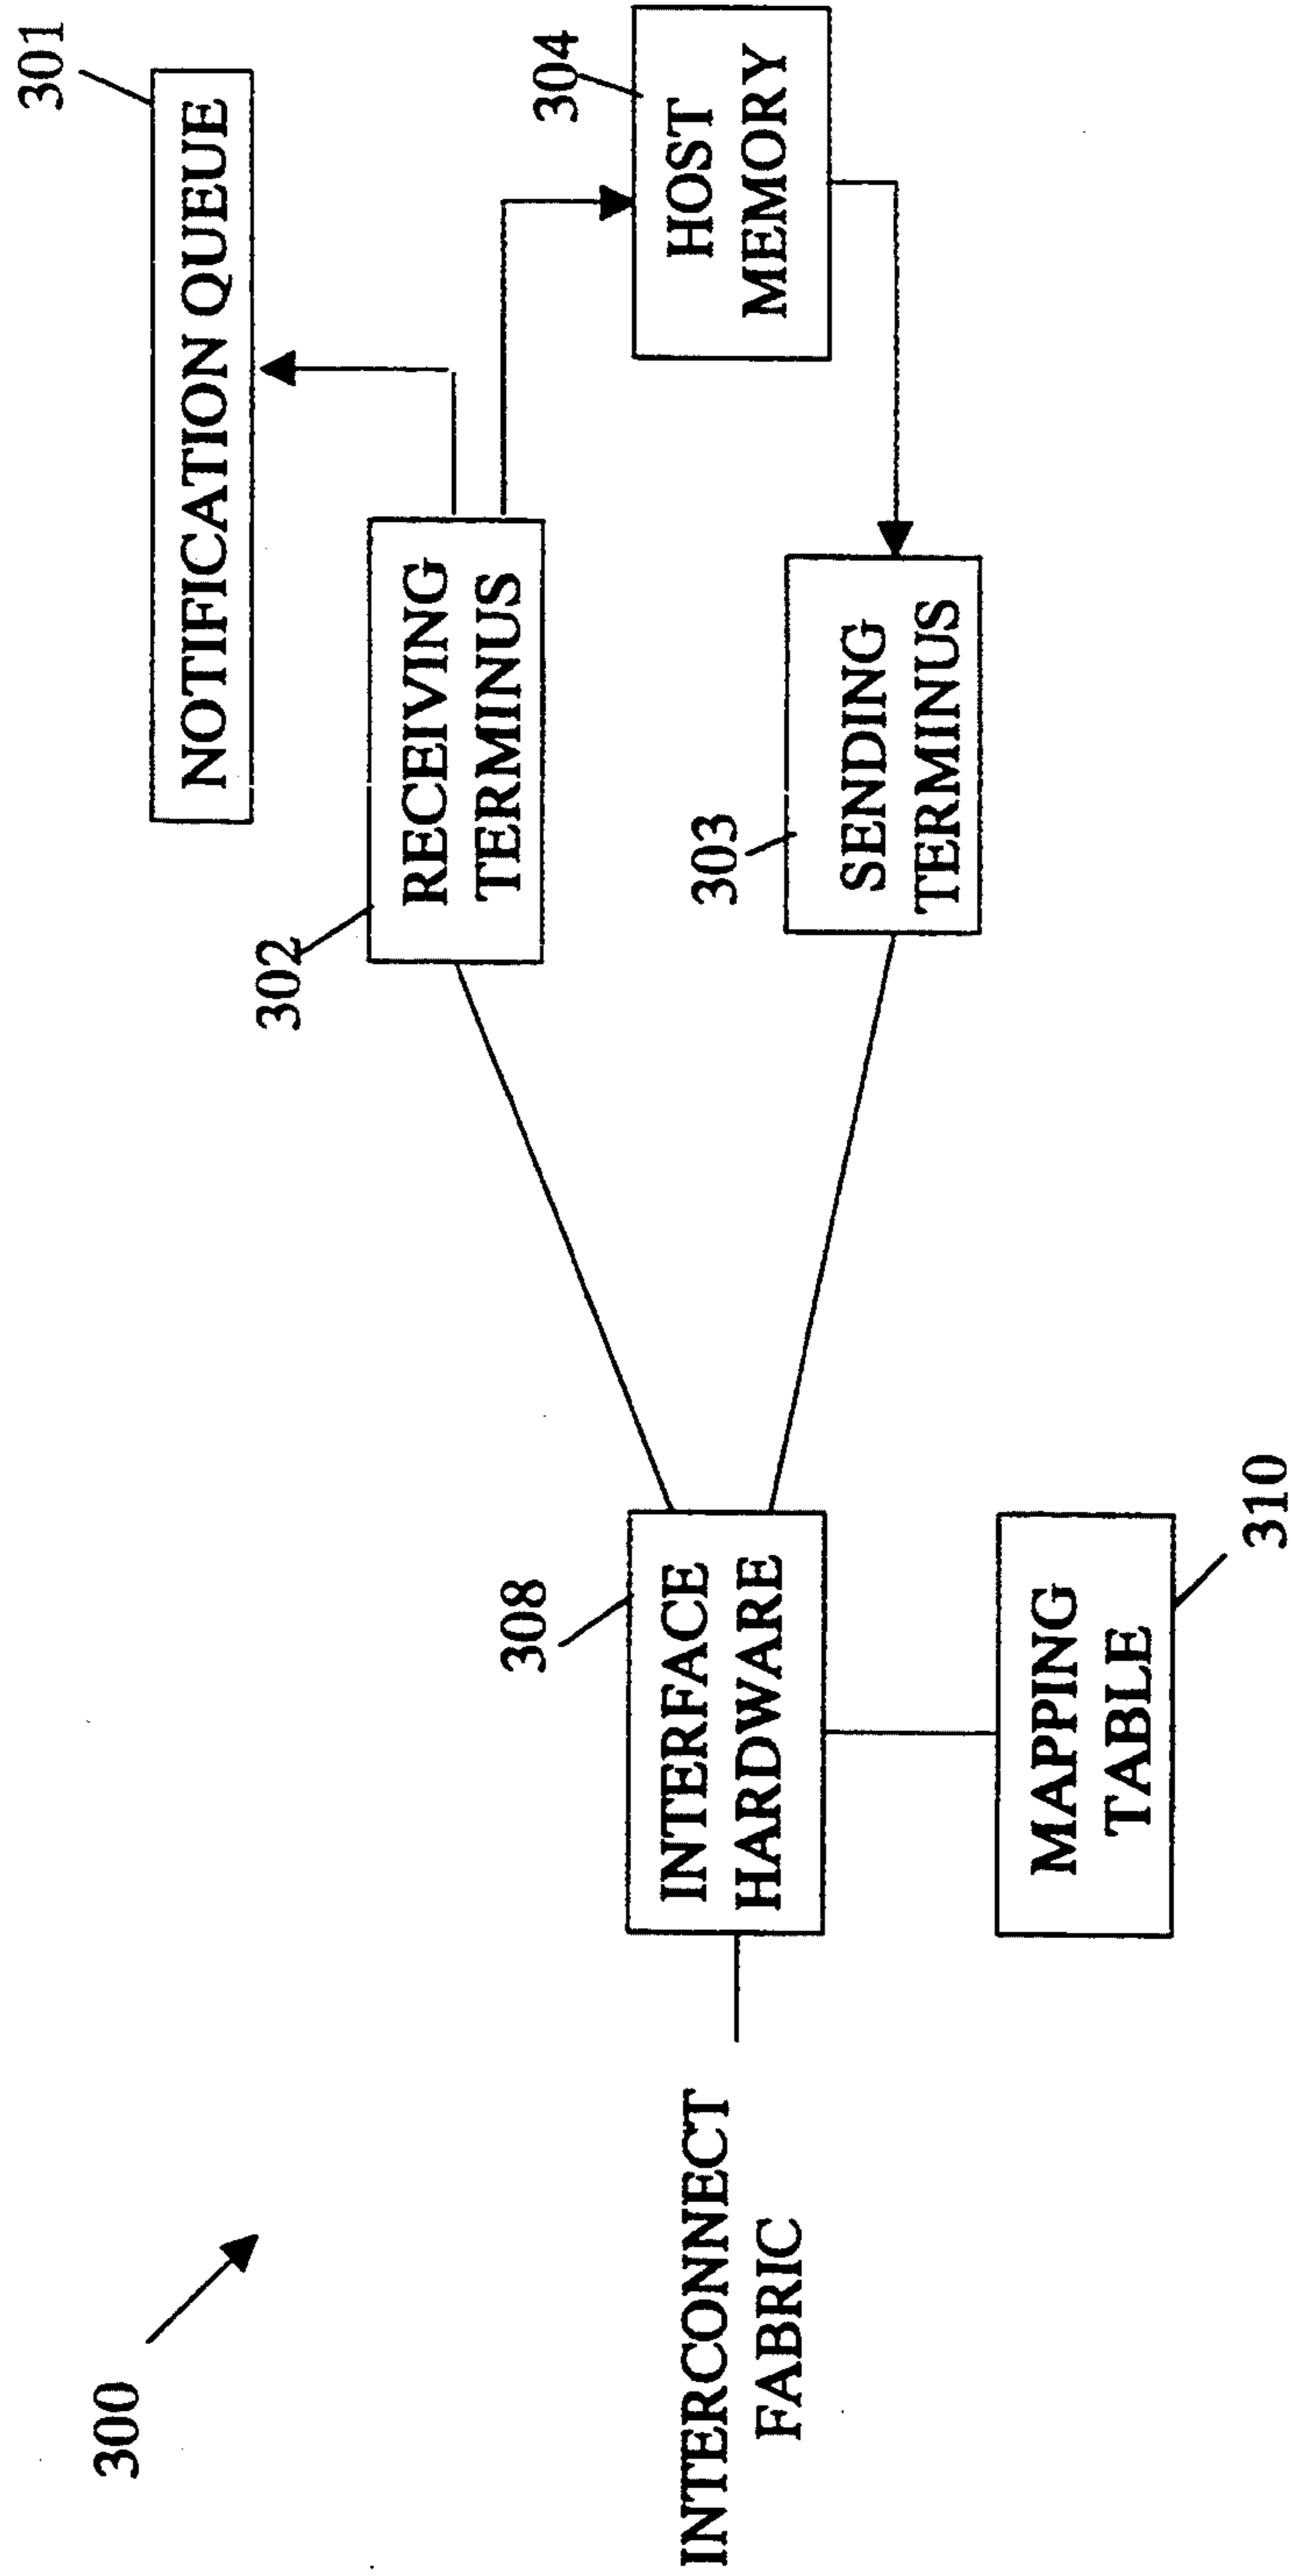 300
301
NOTIFICATION QUEUE
302
RECEIVING
TERMINUS
304
HOST
MEMORY
308
INTERFACE
HARDWARE
INTERCONNECT
FABRIC
303
SENDING
TERMINUS
MAPPING
TABLE
310